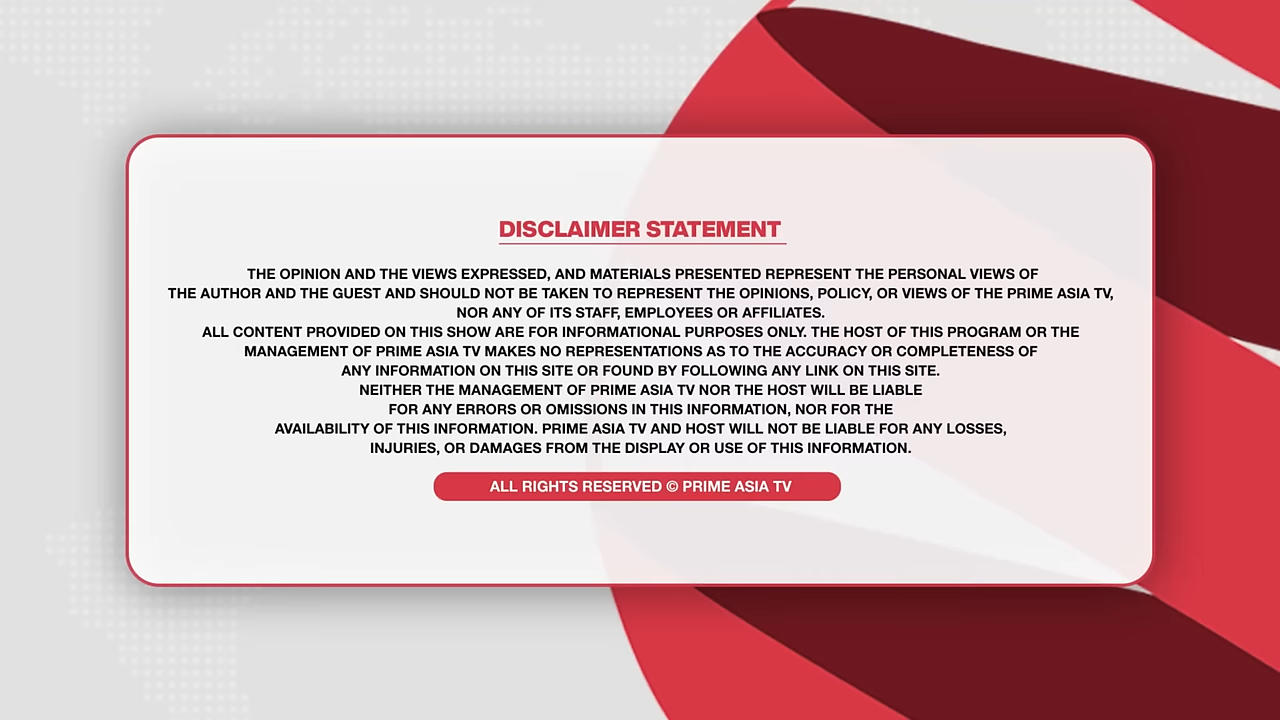 DISCLAIMER STATEMENT
THE OPINION AND THE VIEWS EXPRESSED, AND MATERIALS PRESENTED REPRESENT THE PERSONAL VIEWS OF
THE AUTHOR AND THE GUEST AND SHOULD NOT BE TAKEN TO REPRESENT THE OPINIONS, POLICY, OR VIEWS OF THE PRIME ASIA TV,
NOR ANY OF ITS STAFF, EMPLOYEES OR AFFILIATES.
ALL CONTENT PROVIDED ON THIS SHOW ARE FOR INFORMATIONAL PURPOSES ONLY. THE HOST OF THIS PROGRAM OR THE
MANAGEMENT OF PRIME ASIA TV MAKES NO REPRESENTATIONS AS TO THE ACCURACY OR COMPLETENESS OF
ANY INFORMATION ON THIS SITE OR FOUND BY FOLLOWING ANY LINK ON THIS SITE.
NEITHER THE MANAGEMENT OF PRIME ASIA TV NOR THE HOST WILL BE LIABLE
FOR ANY ERRORS OR OMISSIONS IN THIS INFORMATION, NOR FOR THE
AVAILABILITY OF THIS INFORMATION. PRIME ASIA TV AND HOST WILL NOT BE LIABLE FOR ANY LOSSES,
INJURIES, OR DAMAGES FROM THE DISPLAY OR USE OF THIS INFORMATION.
ALL RIGHTS RESERVED © PRIME ASIA TV